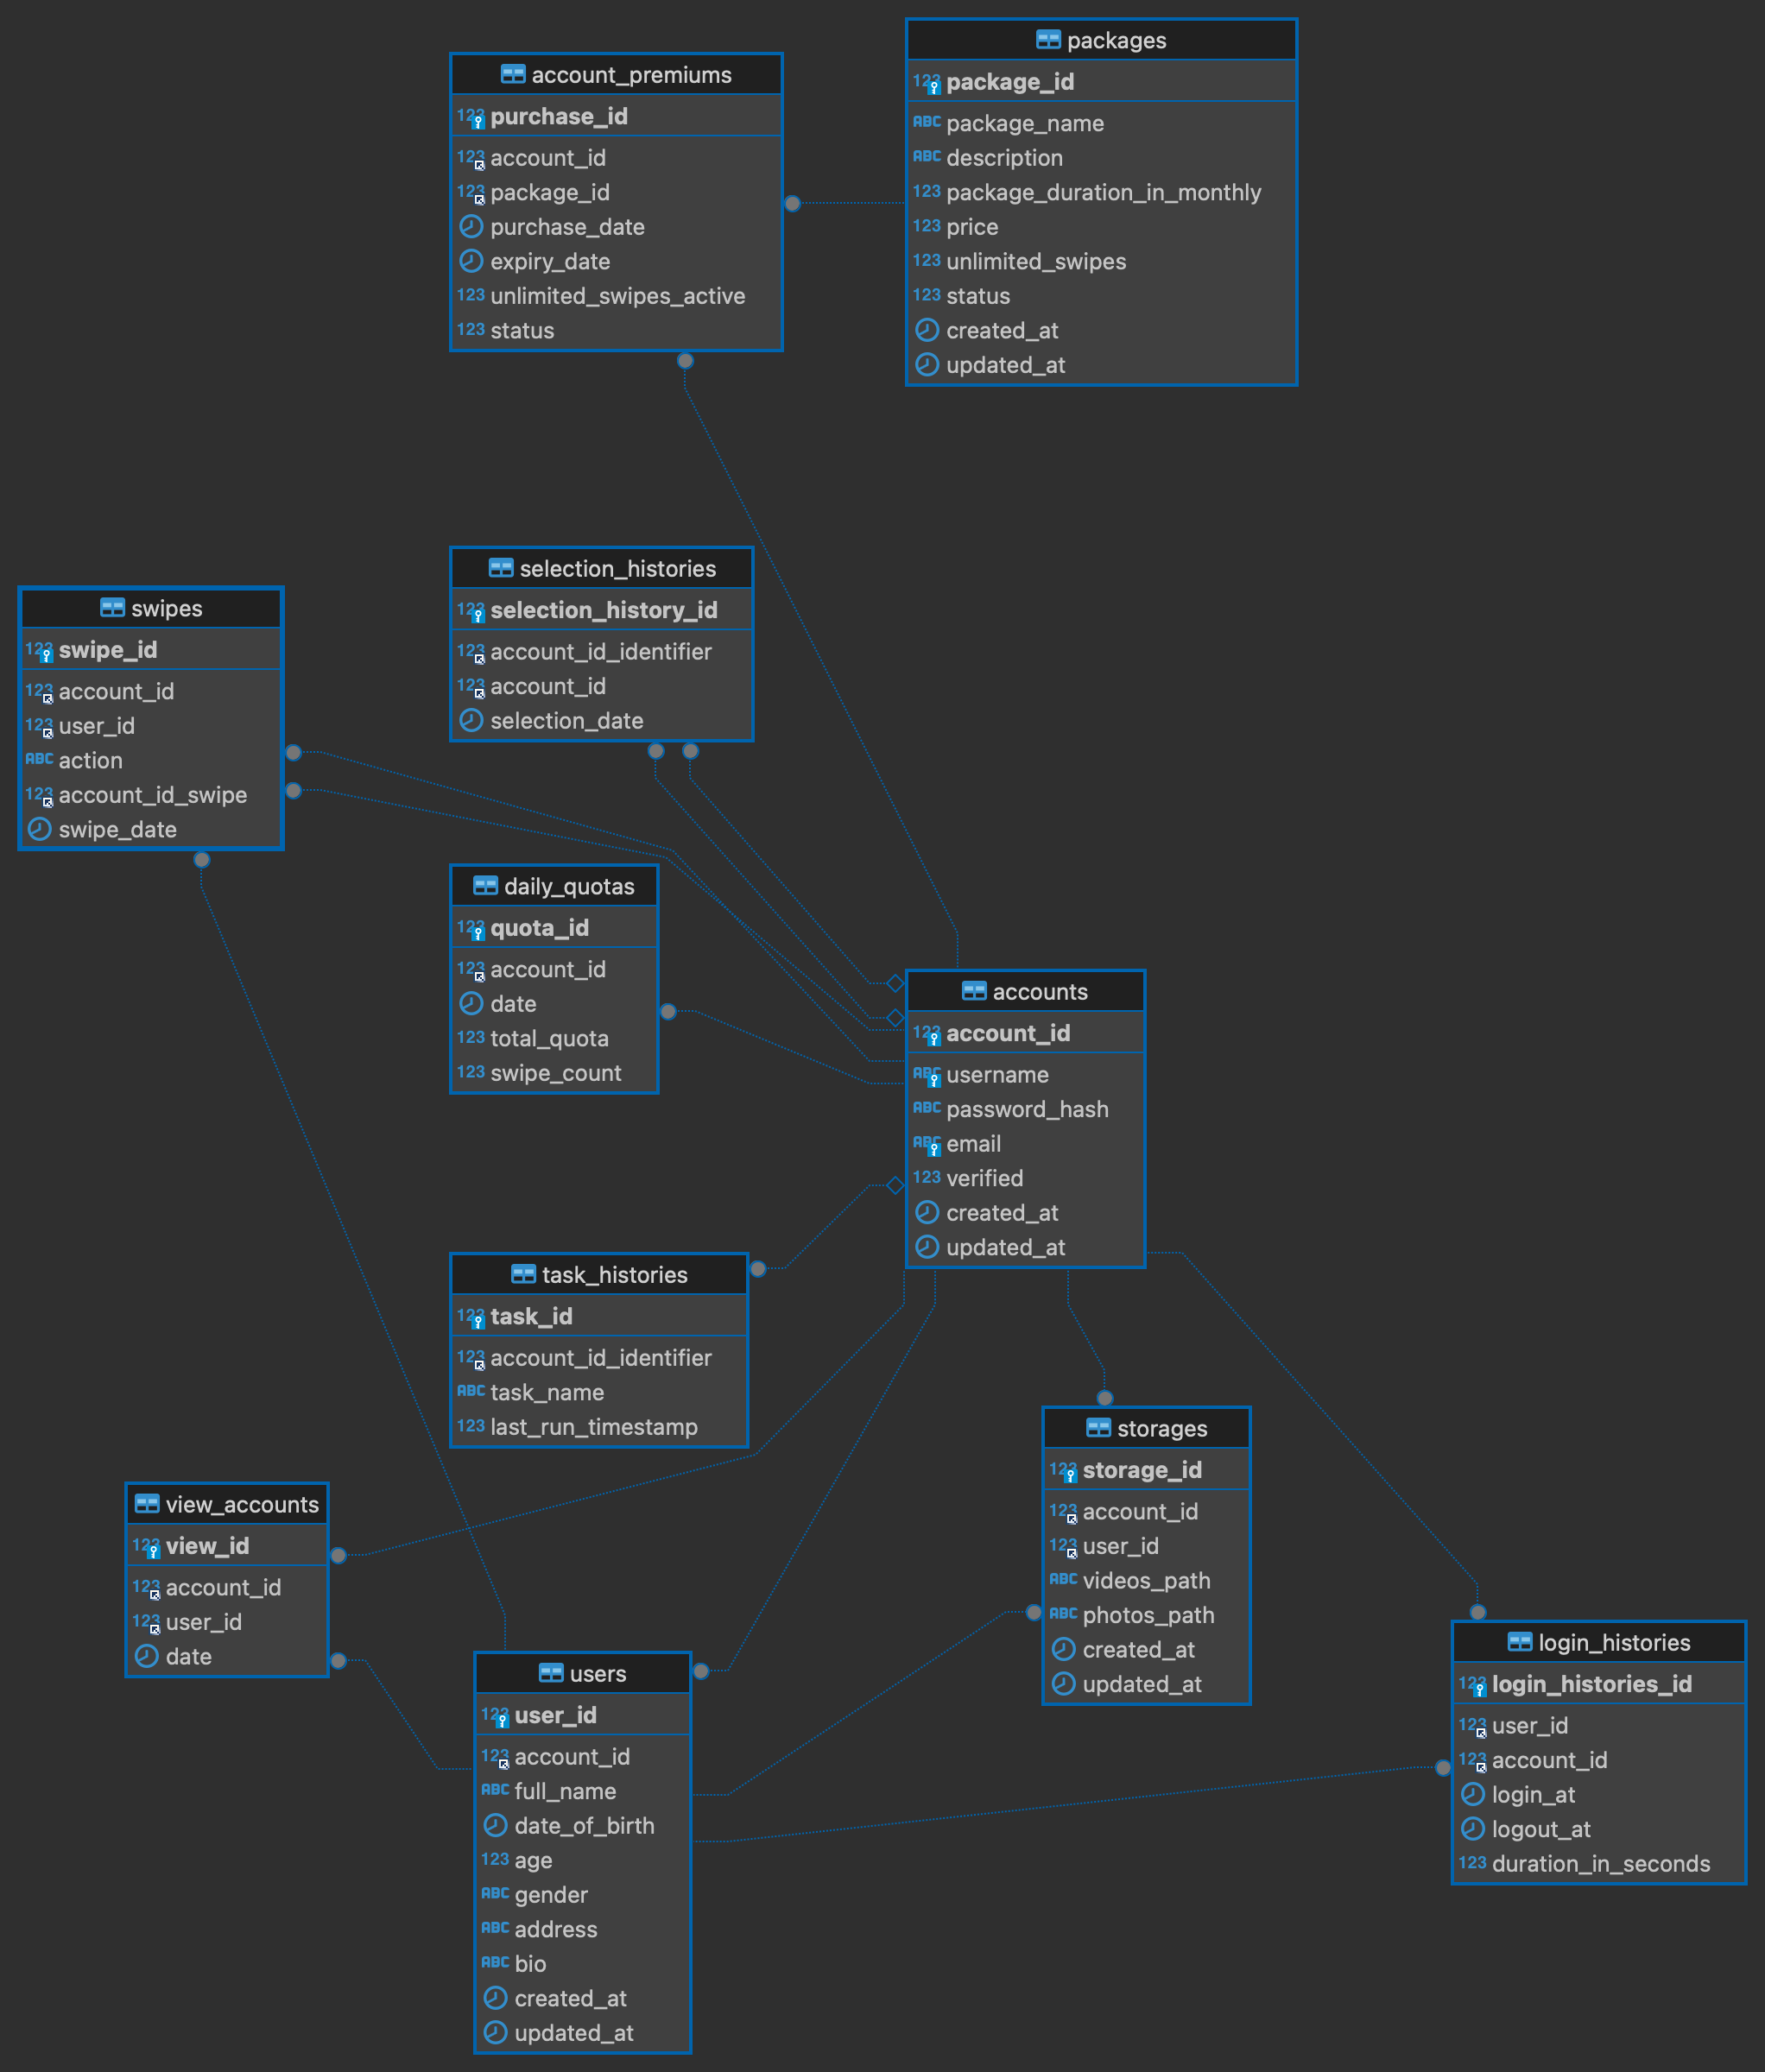 packages
123 package_id
ABC package_name
ABC description
123 package_duration_in_monthly
123 price
123 unlimited_swipes
123 status
created_at
updated_at
account_premiums
123 purchase_id
123 account_id
123 package_id
purchase_date
expiry_date
123 unlimited_swipes_active
123 status
selection_histories
123 selection_history_id
123 account_id_identifier
123 account_id
selection_date
swipes
123 swipe_id
123 account_id
123 user_id
ABC action
123 account_id_swipe
swipe_date
daily_quotas
123 quota_id
123 account_id
date
123 total_quota
123 swipe_count
accounts
123 account_id
ABC username
ABC password_hash
ABC email
123 verified
created_at
updated_at
task_histories
123 task_id
123 account_id_identifier
ABC task_name
123 last_run_timestamp
storages
123 storage_id
123 account_id
123 user_id
ABC videos_path
ABC photos_path
created_at
updated_at
view_accounts
123 view_id
123 account_id
123 user_id
date
login_histories
123 login_histories_id
123 user_id
123 account_id
login_at
logout_at
123 duration_in_seconds
users
123 user_id
123 account_id
ABC full_name
date_of_birth
123 age
ABC gender
ABC address
ABC bio
created_at
updated_at